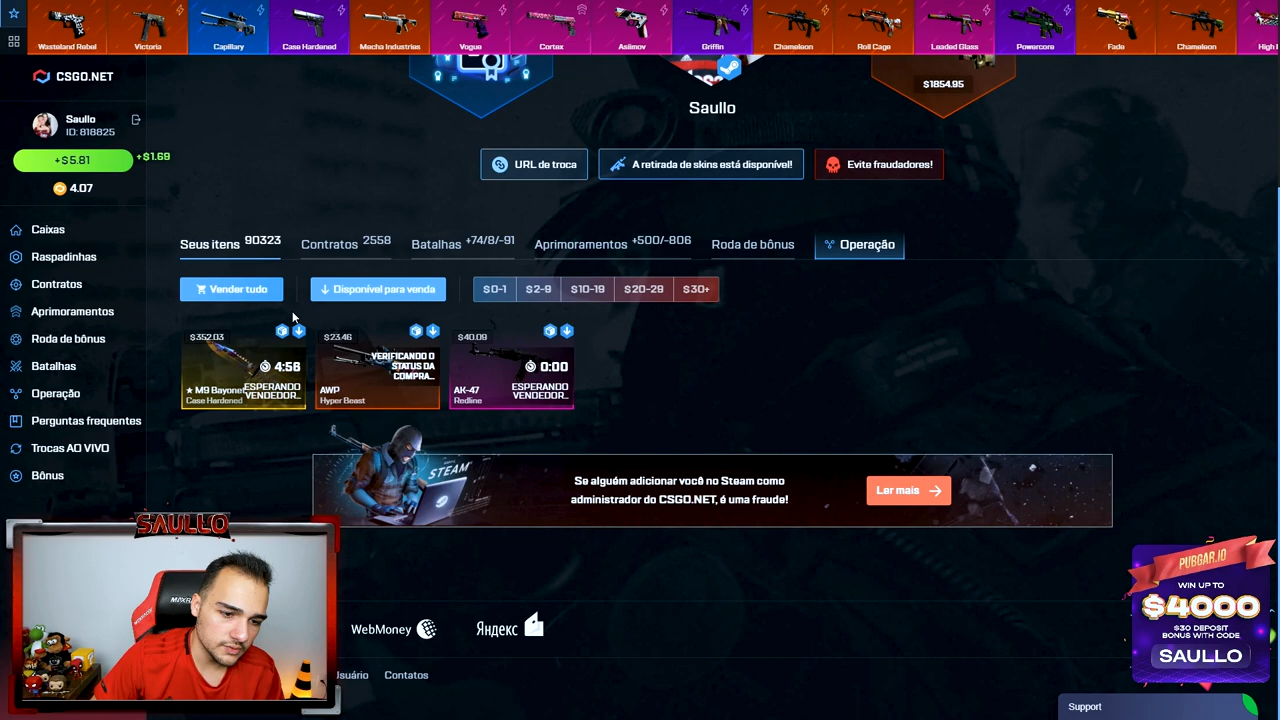 Wasteland Rebel
Victoria
Capillary
Case Hardened
Mecha Industries
Vogue
Cortex
Asiimov
Griffin
Chameleon
Roll Cage
Leaded Glass
Powercore
Fade
Chameleon
CSGO.NET
$1854.95
Saullo
Saullo
ID: 818825
+$5.81
+$1.69
4.07
URL de troca
A retirada de skins está disponível!
Evite fraudadores!
Caixas
Raspadinhas
Contratos
Aprimoramentos
Roda de bônus
Batalhas
Operação
Perguntas frequentes
Trocas AO VIVO
Bônus
Seus itens 90323
Contratos 2558
Batalhas +74/8/-91
Aprimoramentos +500/-806
Roda de bônus
Operação
Vender tudo
Disponível para venda
$0-1
$2-9
$10-19
$20-29
$30+
$352.03
4:56
ESPERANDO
VENDEDOR...
★ M9 Bayonet
Case Hardened
$23.46
VERIFICANDO O
STATUS DA
COMPRA...
AWP
Hyper Beast
$40.09
0:00
ESPERANDO
VENDEDOR...
AK-47
Redline
STEAM
Se alguém adicionar você no Steam como
administrador do CSGO.NET, é uma fraude!
Ler mais
SAULLO
WebMoney
Яндекс
Contatos
PUBGAR.IO
WIN UP TO
$4000
$30 DEPOSIT
BONUS WITH CODE
SAULLO
Support